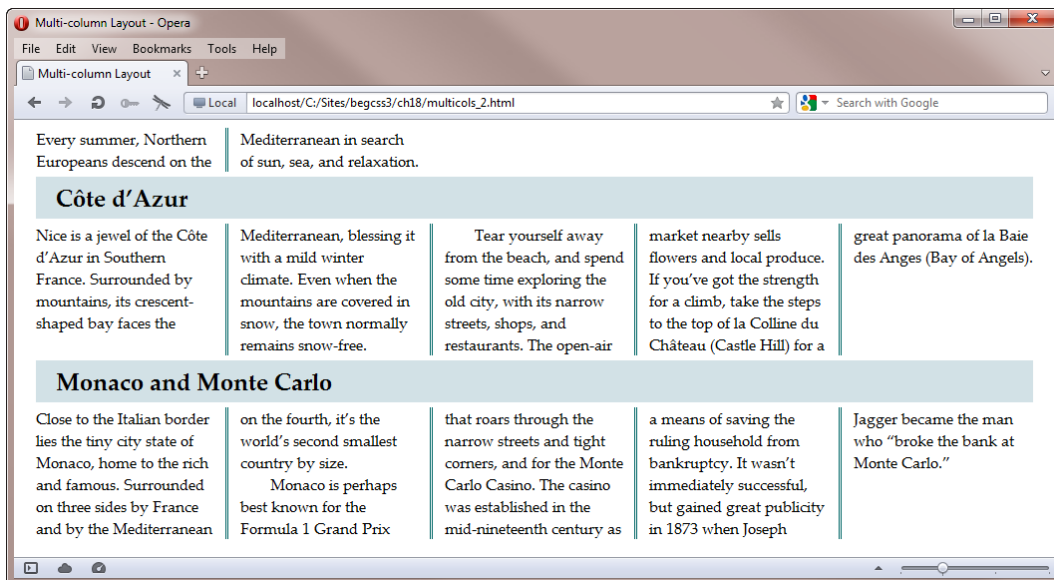 Multi-column Layout - Opera
File Edit View Bookmarks Tools Help
Multi-column Layout
Local localhost/C:/Sites/begcss3/ch18/multicols_2.html
Search with Google
Every summer, Northern
Europeans descend on the
Mediterranean in search
of sun, sea, and relaxation.
Côte d’Azur
Nice is a jewel of the Côte
d’Azur in Southern
France. Surrounded by
mountains, its crescent-
shaped bay faces the
Mediterranean, blessing it
with a mild winter
climate. Even when the
mountains are covered in
snow, the town normally
remains snow-free.
Tear yourself away
from the beach, and spend
some time exploring the
old city, with its narrow
streets, shops, and
restaurants. The open-air
market nearby sells
flowers and local produce.
If you’ve got the strength
for a climb, take the steps
to the top of la Colline du
Château (Castle Hill) for a
great panorama of la Baie
des Anges (Bay of Angels).
Monaco and Monte Carlo
Close to the Italian border
lies the tiny city state of
Monaco, home to the rich
and famous. Surrounded
on three sides by France
and by the Mediterranean
on the fourth, it’s the
world’s second smallest
country by size.
Monaco is perhaps
best known for the
Formula 1 Grand Prix
that roars through the
narrow streets and tight
corners, and for the Monte
Carlo Casino. The casino
was established in the
mid-nineteenth century as
a means of saving the
ruling household from
bankruptcy. It wasn’t
immediately successful,
but gained great publicity
in 1873 when Joseph
Jagger became the man
who “broke the bank at
Monte Carlo.”